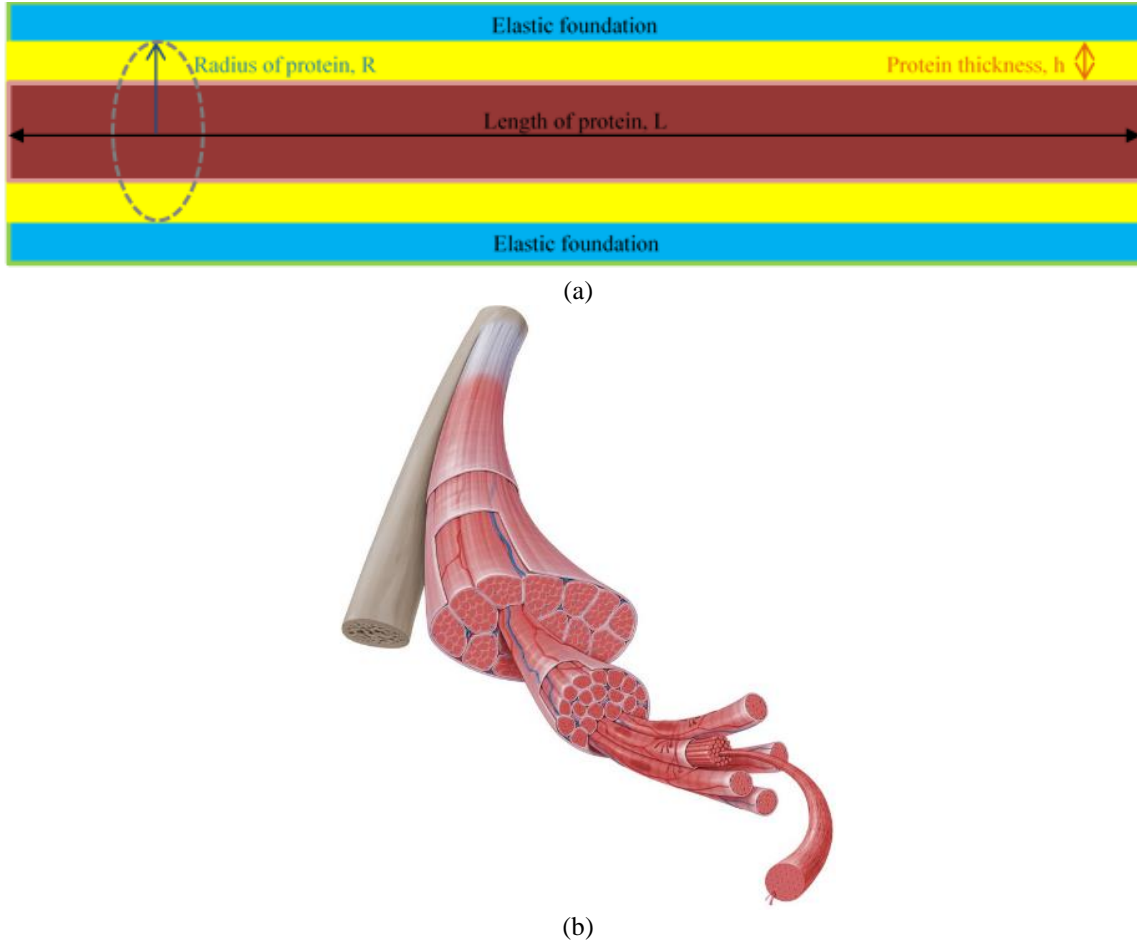 Elastic foundation
Radius of protein, R
Protein thickness, h
Length of protein, L
Elastic foundation
(a)
(b)